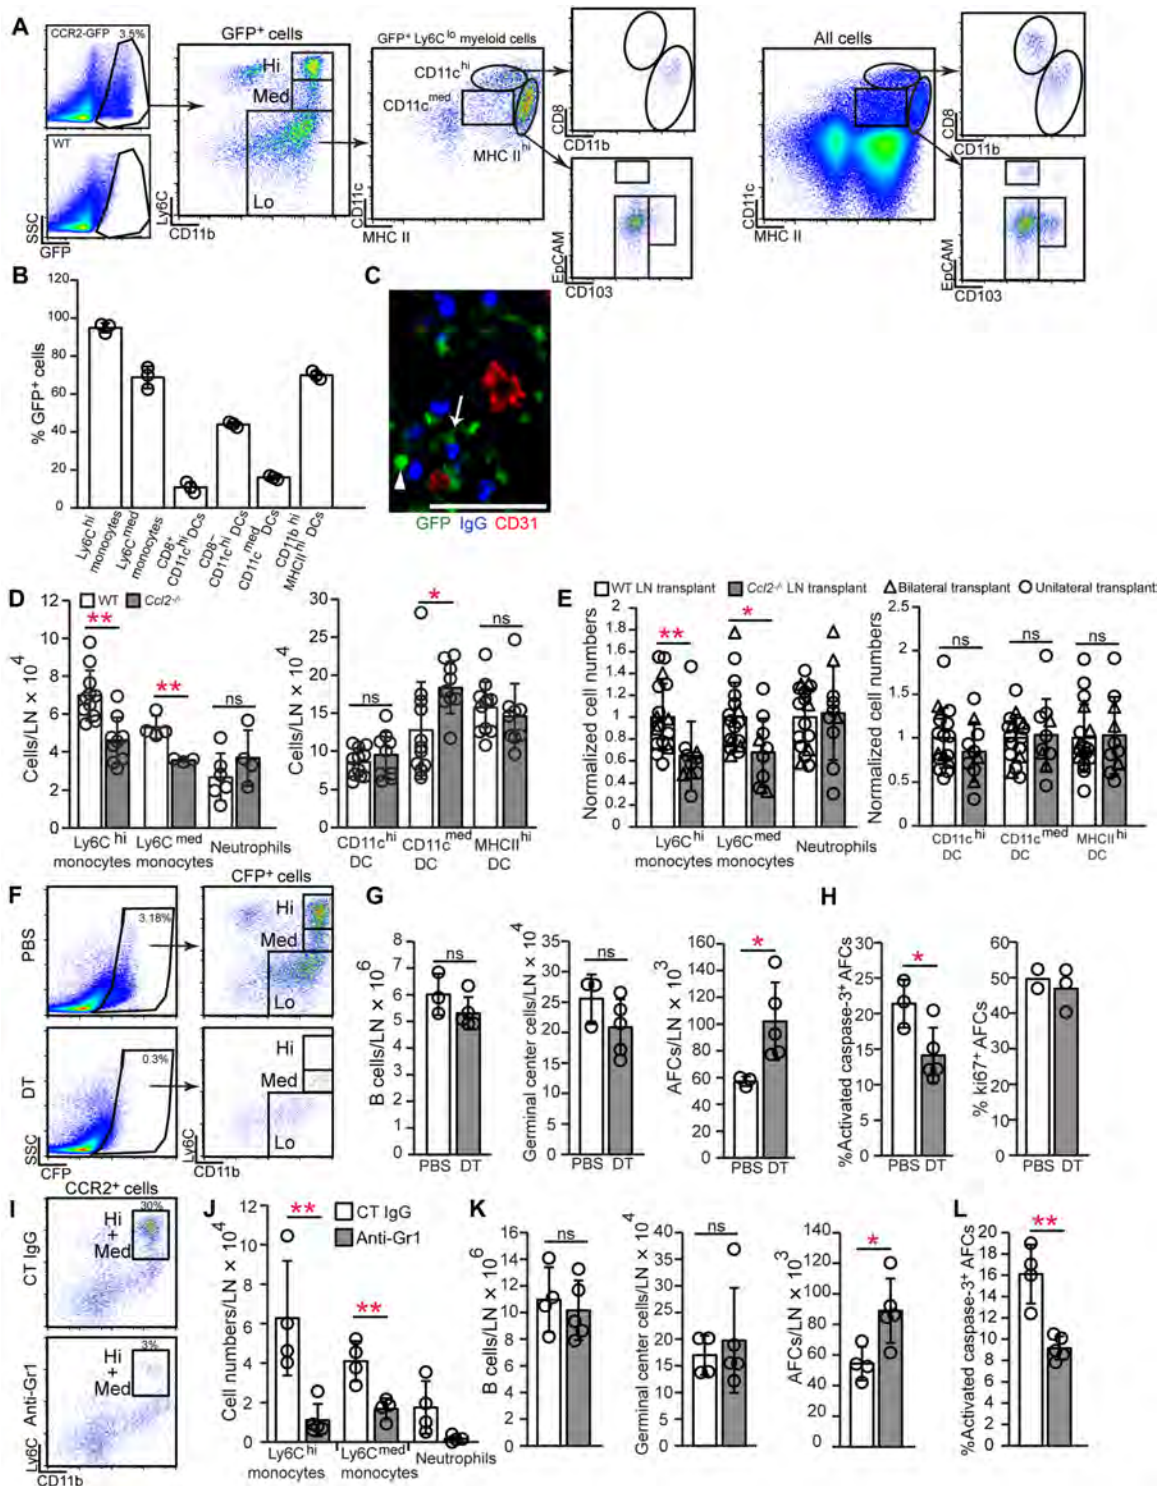 A
CCR2-GFP
3.5%
WT
SSC
GFP
GFP+ cells
Hi
Med
Lo
Ly6C
CD11b
GFP+ Ly6C lo myeloid cells
CD11c hi
CD11c med
MHC II hi
CD11c
MHC II
CD8
CD11b
EpCAM
CD103
All cells
CD11c
MHC II
CD8
CD11b
EpCAM
CD103
B
% GFP+ cells
120
100
80
60
40
20
0
Ly6C hi monocytes
Ly6C med monocytes
CD8+ CD11c hi DCs
CD8− CD11c hi DCs
CD11c med DCs
CD11b hi MHCII hi DCs
C
GFP IgG CD31
D
WT Ccl2-/-
Cells/LN × 10 4
14
12
10
8
6
4
2
0
** ** ns
Ly6C hi monocytes
Ly6C med monocytes
Neutrophils
Cells/LN × 10 4
30
25
20
15
10
5
0
ns * ns
CD11c hi DC
CD11c med DC
MHCII hi DC
E
WT LN transplant Ccl2-/- LN transplant Bilateral transplant Unilateral transplant
Normalized cell numbers
2
1.8
1.6
1.4
1.2
1
0.8
0.6
0.4
0.2
0
** *
Ly6C hi monocytes
Ly6C med monocytes
Neutrophils
Normalized cell numbers
2.5
2
1.5
1
0.5
0
ns ns ns
CD11c hi DC
CD11c med DC
MHCII hi DC
F
PBS
3.18%
DT
0.3%
SSC
CFP
CFP+ cells
Hi
Med
Lo
Hi
Med
Lo
Ly6C
CD11b
G
B cells/LN × 10 6
8
7
6
5
4
3
2
1
0
ns
PBS DT
Germinal center cells/LN × 10 4
35
30
25
20
15
10
5
0
ns
PBS DT
AFCs/LN × 10 3
160
140
120
100
80
60
40
20
0
*
PBS DT
H
%Activated caspase-3+ AFCs
30
25
20
15
10
5
0
*
PBS DT
% ki67+ AFCs
60
50
40
30
20
10
0
PBS DT
I
CCR2+ cells
CT IgG
30%
Hi
+
Med
Anti-Gr1
3%
Hi
+
Med
Ly6C
CD11b
J
CT IgG
Anti-Gr1
Cell numbers/LN × 10 4
12
10
8
6
4
2
0
** **
Ly6C hi monocytes
Ly6C med monocytes
Neutrophils
K
B cells/LN × 10 6
16
14
12
10
8
6
4
2
0
ns
Germinal center cells/LN × 10 4
40
35
30
25
20
15
10
5
0
ns
AFCs/LN × 10 3
140
120
100
80
60
40
20
0
*
L
%Activated caspase-3+ AFCs
20
18
16
14
12
10
8
6
4
2
0
**